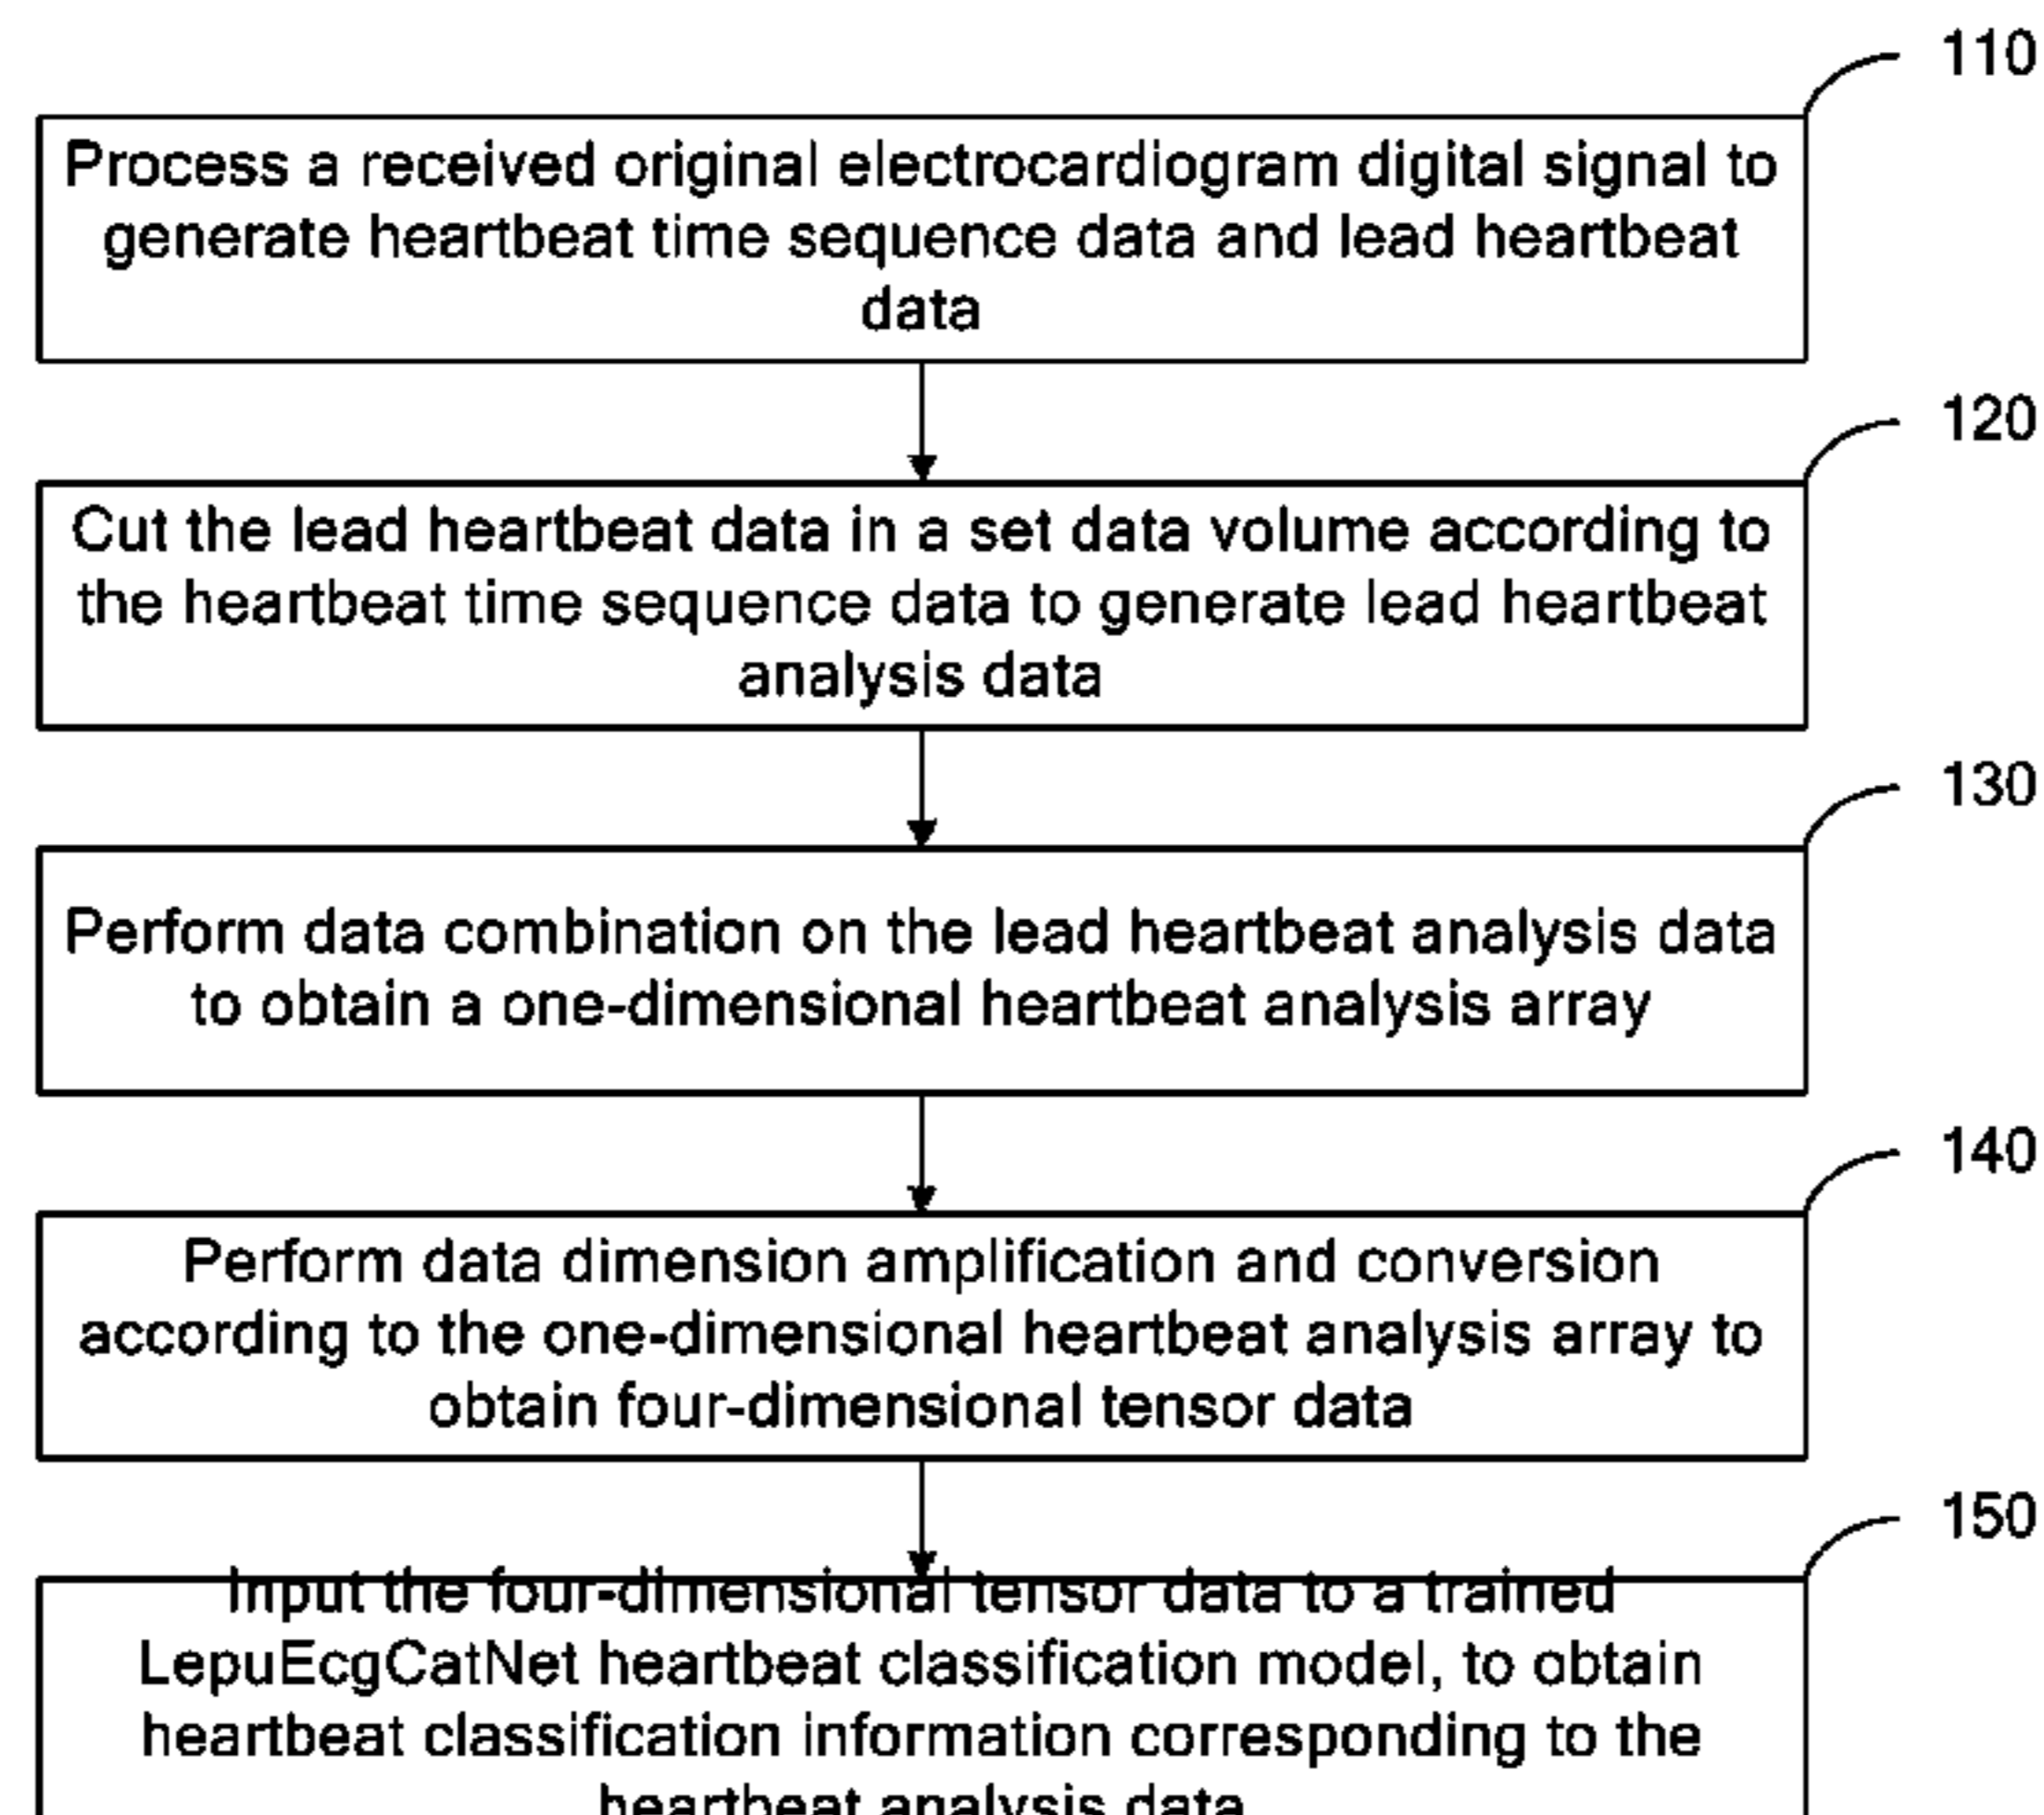 110
Process a received original electrocardiogram digital signal to
generate heartbeat time sequence data and lead heartbeat
data
120
Cut the lead heartbeat data in a set data volume according to
the heartbeat time sequence data to generate lead heartbeat
analysis data
130
Perform data combination on the lead heartbeat analysis data
to obtain a one-dimensional heartbeat analysis array
140
Perform data dimension amplification and conversion
according to the one-dimensional heartbeat analysis array to
obtain four-dimensional tensor data
150
Input the four-dimensional tensor data to a trained
LepuEcgCatNet heartbeat classification model, to obtain
heartbeat classification information corresponding to the
heartbeat analysis data